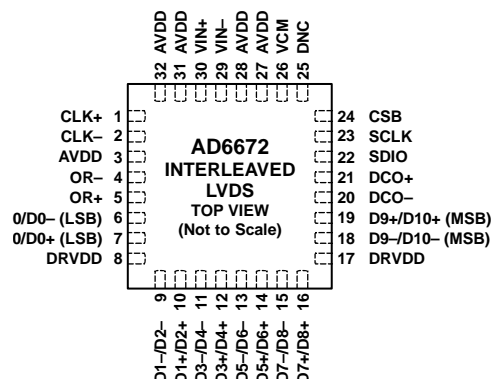 32 AVDD
31 AVDD
30 VIN+
29 VIN–
28 AVDD
27 AVDD
26 VCM
25 DNC
CLK+ 1
CLK– 2
AVDD 3
OR– 4
OR+ 5
0/D0– (LSB) 6
0/D0+ (LSB) 7
DRVDD 8
AD6672
INTERLEAVED
LVDS
TOP VIEW
(Not to Scale)
24 CSB
23 SCLK
22 SDIO
21 DCO+
20 DCO–
19 D9+/D10+ (MSB)
18 D9–/D10– (MSB)
17 DRVDD
D1–/D2– 9
D1+/D2+ 10
D3–/D4– 11
D3+/D4+ 12
D5–/D6– 13
D5+/D6+ 14
D7–/D8– 15
D7+/D8+ 16